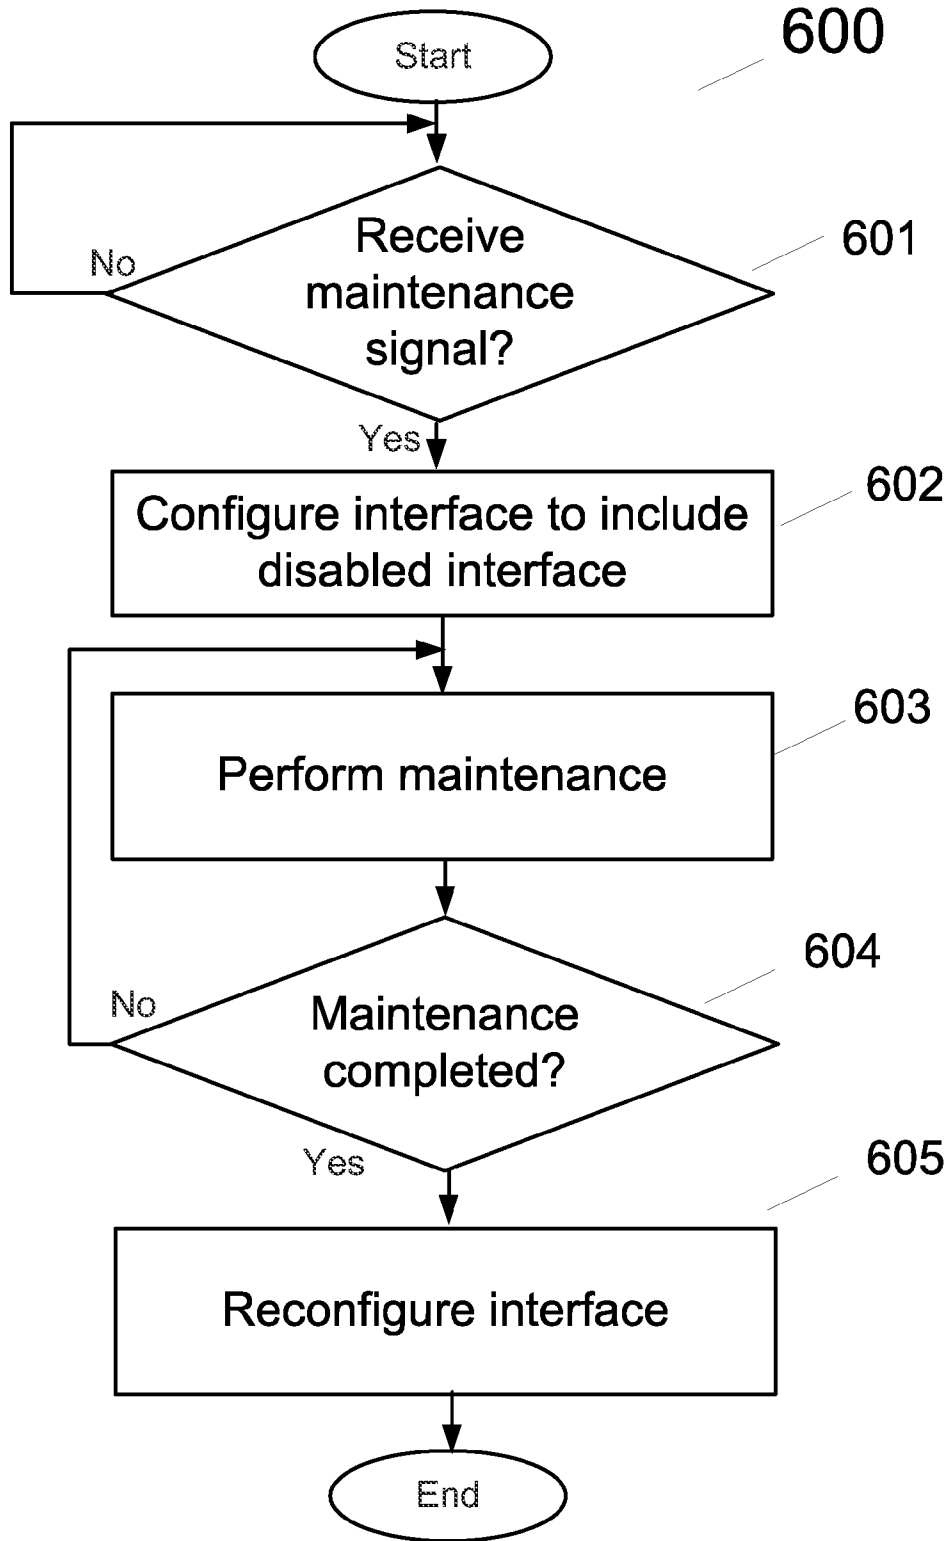 Start
600
Receive
maintenance
signal?
601
No
Yes
Configure interface to include
disabled interface
602
Perform maintenance
603
Maintenance
completed?
604
No
Yes
Reconfigure interface
605
End